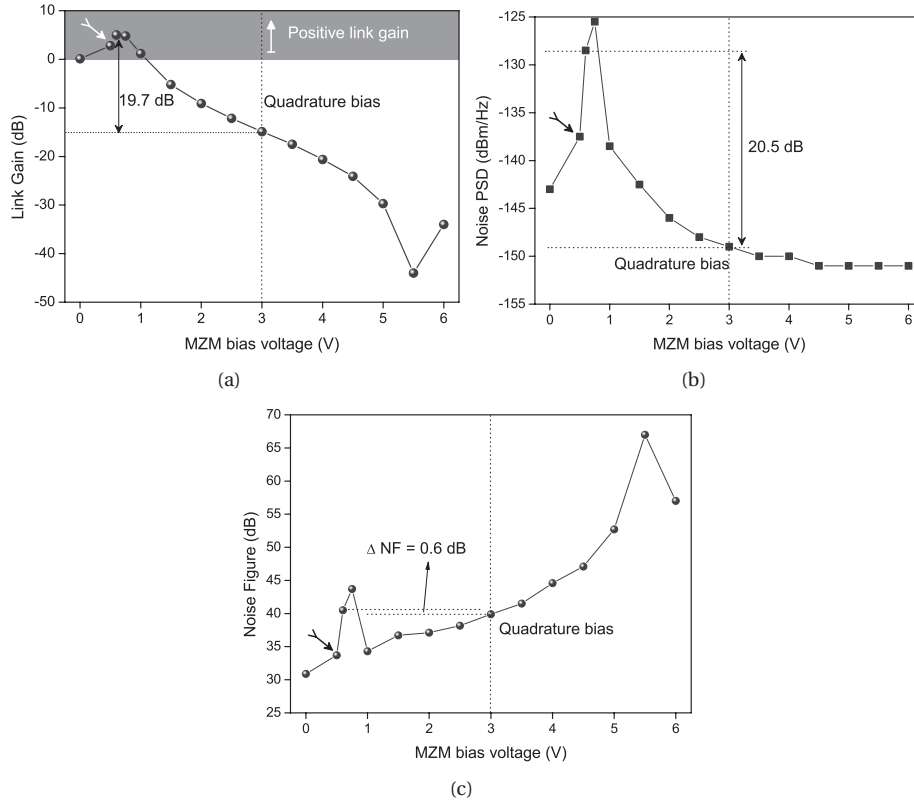 10
0
-10
-20
-30
-40
-50
Link Gain (dB)
Positive link gain
19.7 dB
Quadrature bias
0 1 2 3 4 5 6
MZM bias voltage (V)
(a)
-125
-130
-135
-140
-145
-150
-155
Noise PSD (dBm/Hz)
20.5 dB
Quadrature bias
0 1 2 3 4 5 6
MZM bias voltage (V)
(b)
70
65
60
55
50
45
40
35
30
25
Noise Figure (dB)
Δ NF = 0.6 dB
Quadrature bias
0 1 2 3 4 5 6
MZM bias voltage (V)
(c)